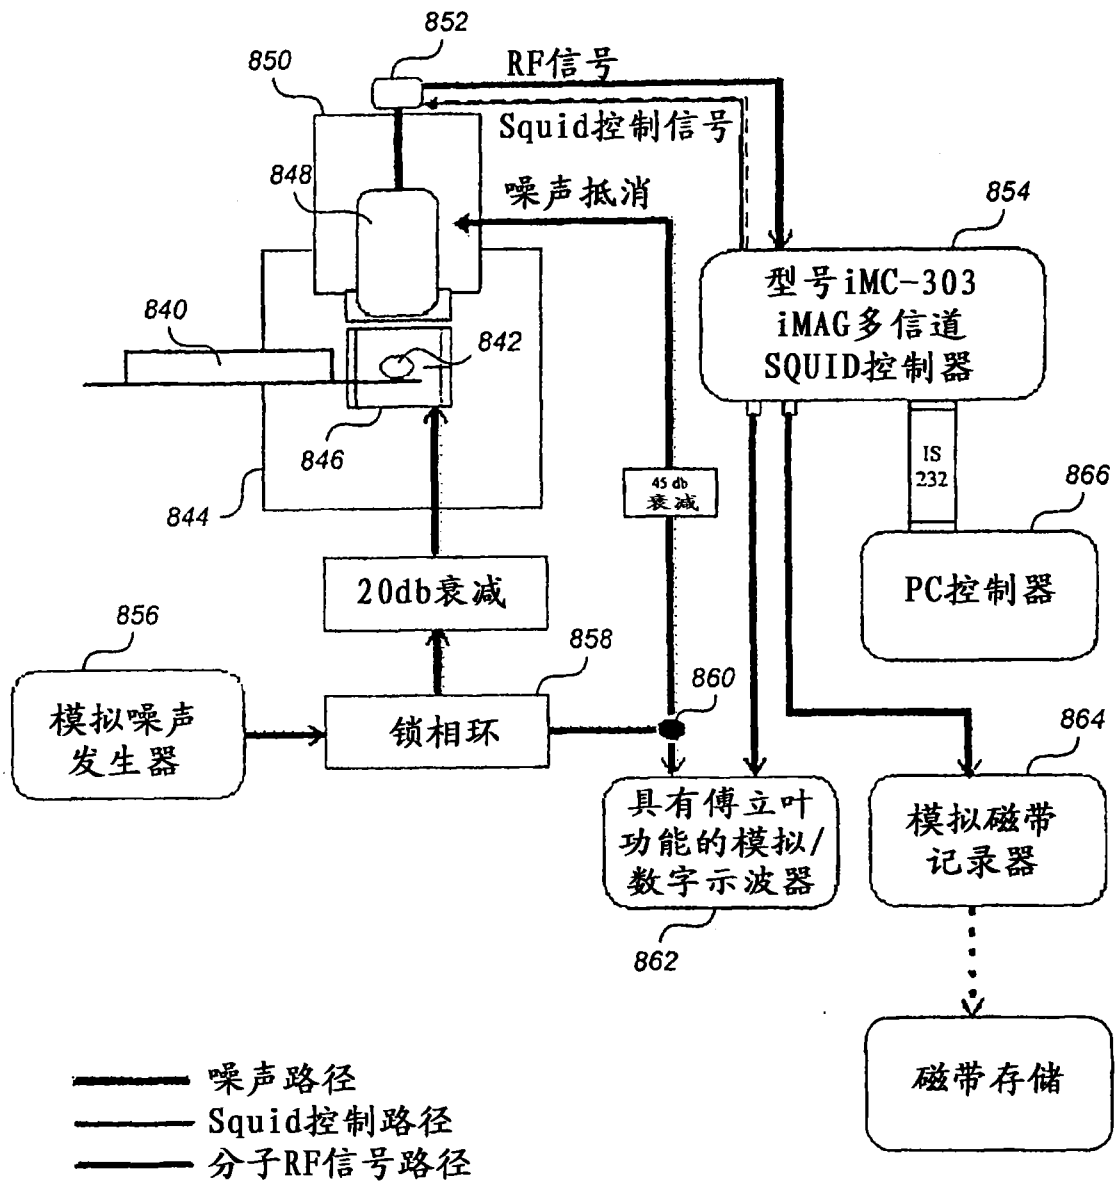 852
850
RF信号
Squid控制信号
848
噪声抵消
854
型号iMC-303
iMAG多信道
SQUID控制器
840
842
846
844
45 db
衰减
IS
232
866
PC控制器
20db衰减
856
858
860
模拟噪声
发生器
锁相环
864
具有傅立叶
功能的模拟/
数字示波器
模拟磁带
记录器
862
磁带存储
噪声路径
Squid控制路径
分子RF信号路径